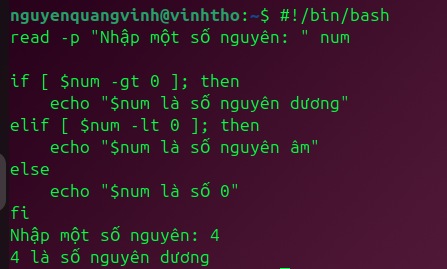 nguyenquangvinh@vinhtho:~$ #!/bin/bash
read -p "Nhập một số nguyên: " num

if [ $num -gt 0 ]; then
    echo "$num là số nguyên dương"
elif [ $num -lt 0 ]; then
    echo "$num là số nguyên âm"
else
    echo "$num là số 0"
fi
Nhập một số nguyên: 4
4 là số nguyên dương